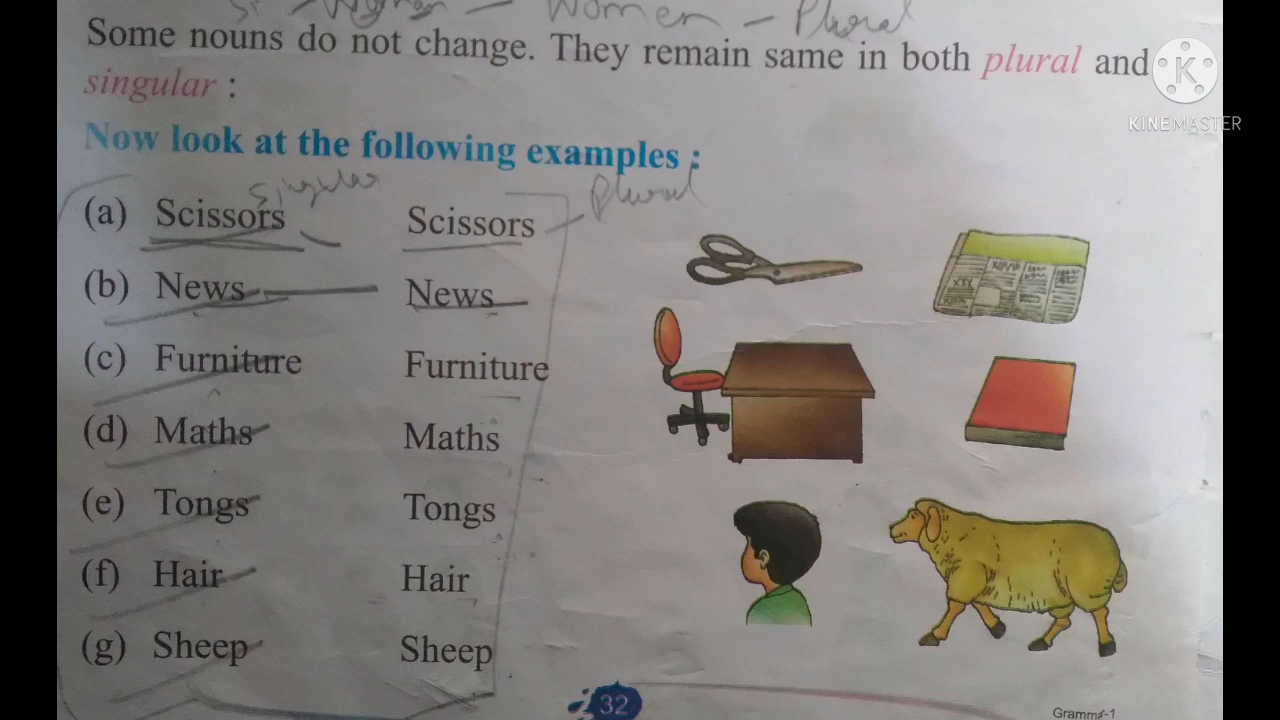 Women - Plural
Some nouns do not change. They remain same in both plural and
singular :
Now look at the following examples :
Singular
Plural
(a) Scissors Scissors
(b) News News
(c) Furniture Furniture
(d) Maths Maths
(e) Tongs Tongs
(f) Hair Hair
(g) Sheep Sheep
32
K
KINEMASTER